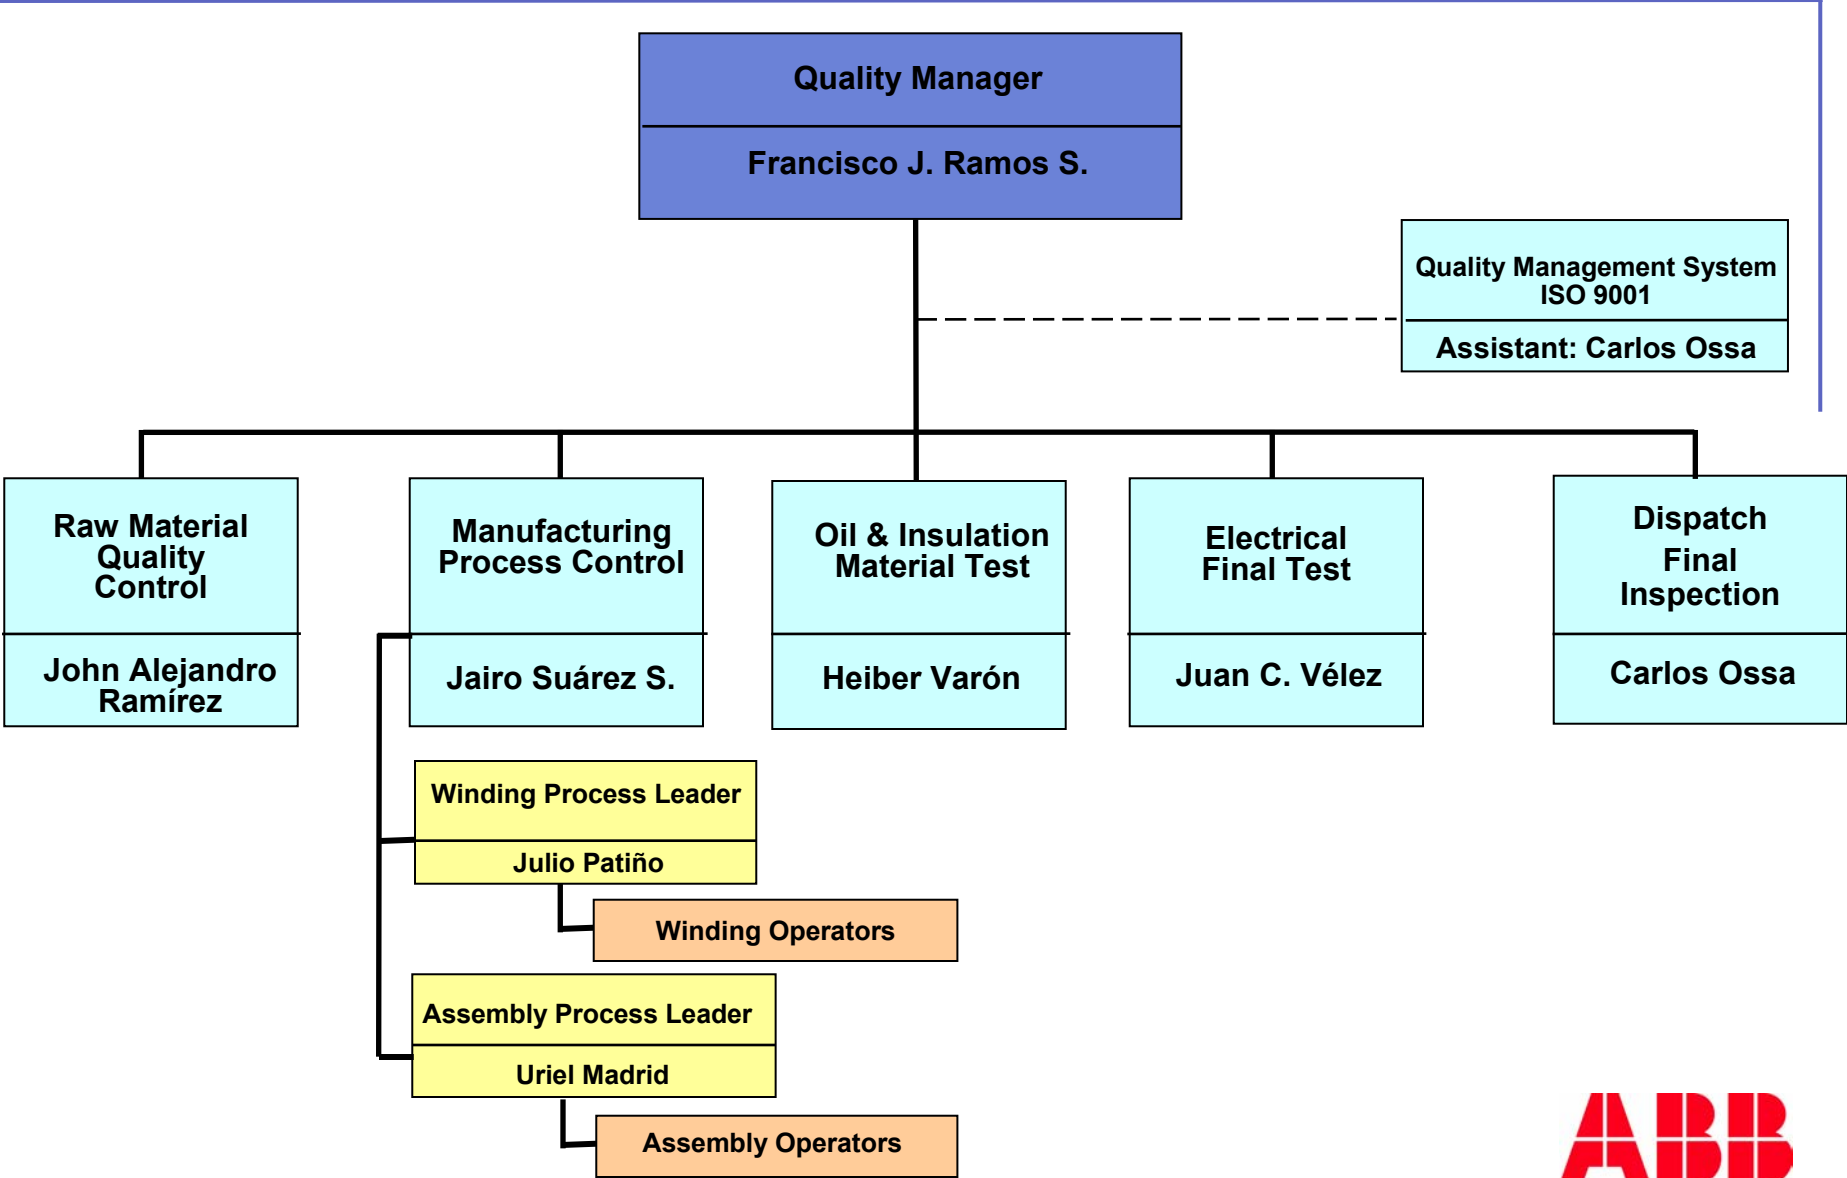 Quality Manager
Francisco J. Ramos S.
Quality Management System
ISO 9001
Assistant: Carlos Ossa
Raw Material
Quality
Control
John Alejandro
Ramírez
Manufacturing
Process Control
Jairo Suárez S.
Oil & Insulation
Material Test
Heiber Varón
Electrical
Final Test
Juan C. Vélez
Dispatch
Final
Inspection
Carlos Ossa
Winding Process Leader
Julio Patiño
Winding Operators
Assembly Process Leader
Uriel Madrid
Assembly Operators
ABB